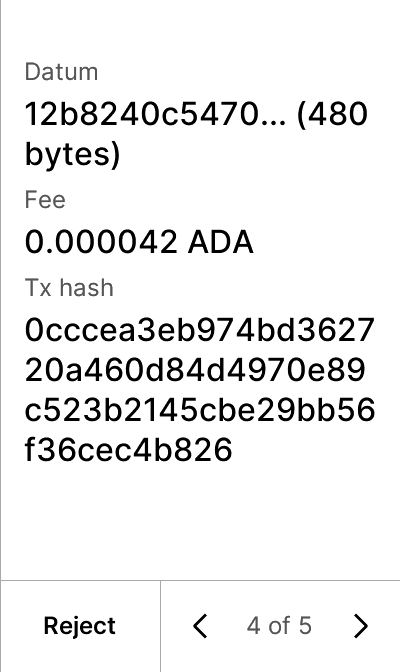 Datum
12b8240c5470... (480
bytes)
Fee
0.000042 ADA
Tx hash
0cccea3eb974bd3627
20a460d84d4970e89
c523b2145cbe29bb56
f36cec4b826
Reject
4 of 5